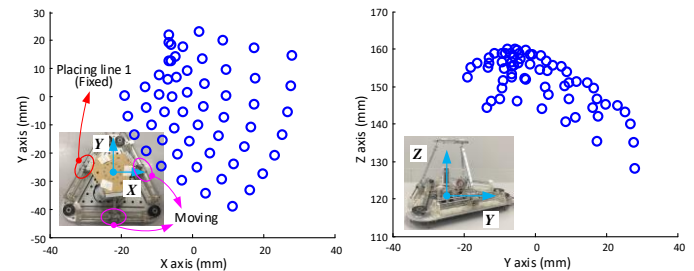 30
20
10
0
-10
-20
-30
-40
-50
-40
-20
0
20
40
Y axis (mm)
X axis (mm)
Placing line 1
(Fixed)
Y
X
Moving
170
160
150
140
130
120
110
-40
-20
0
20
40
Z axis (mm)
Y axis (mm)
Z
Y